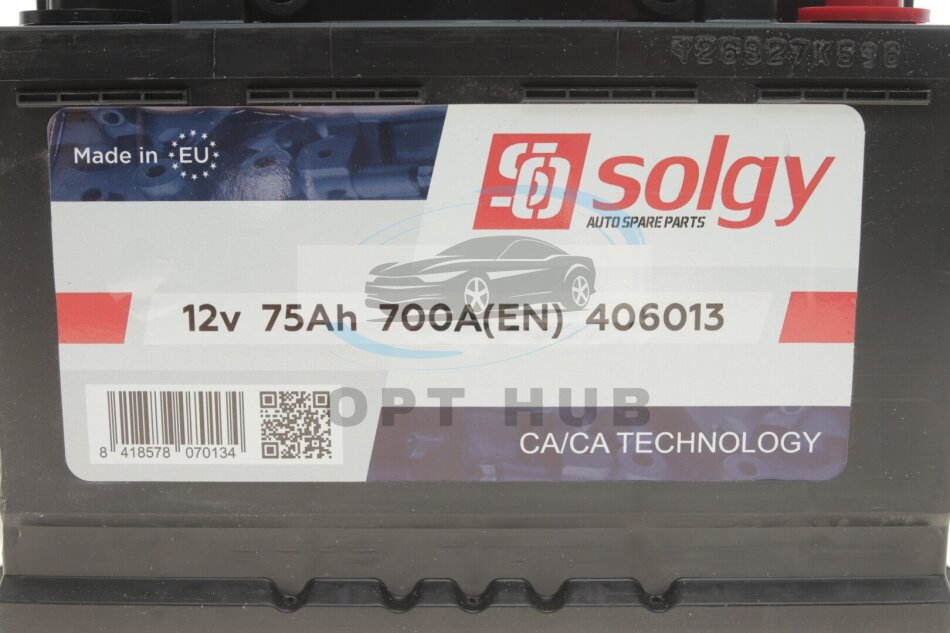 Made in EU
solgy
AUTO SPARE PARTS
12v 75Ah 700A(EN) 406013
OPT HUB
8 418578 070134
CA/CA TECHNOLOGY